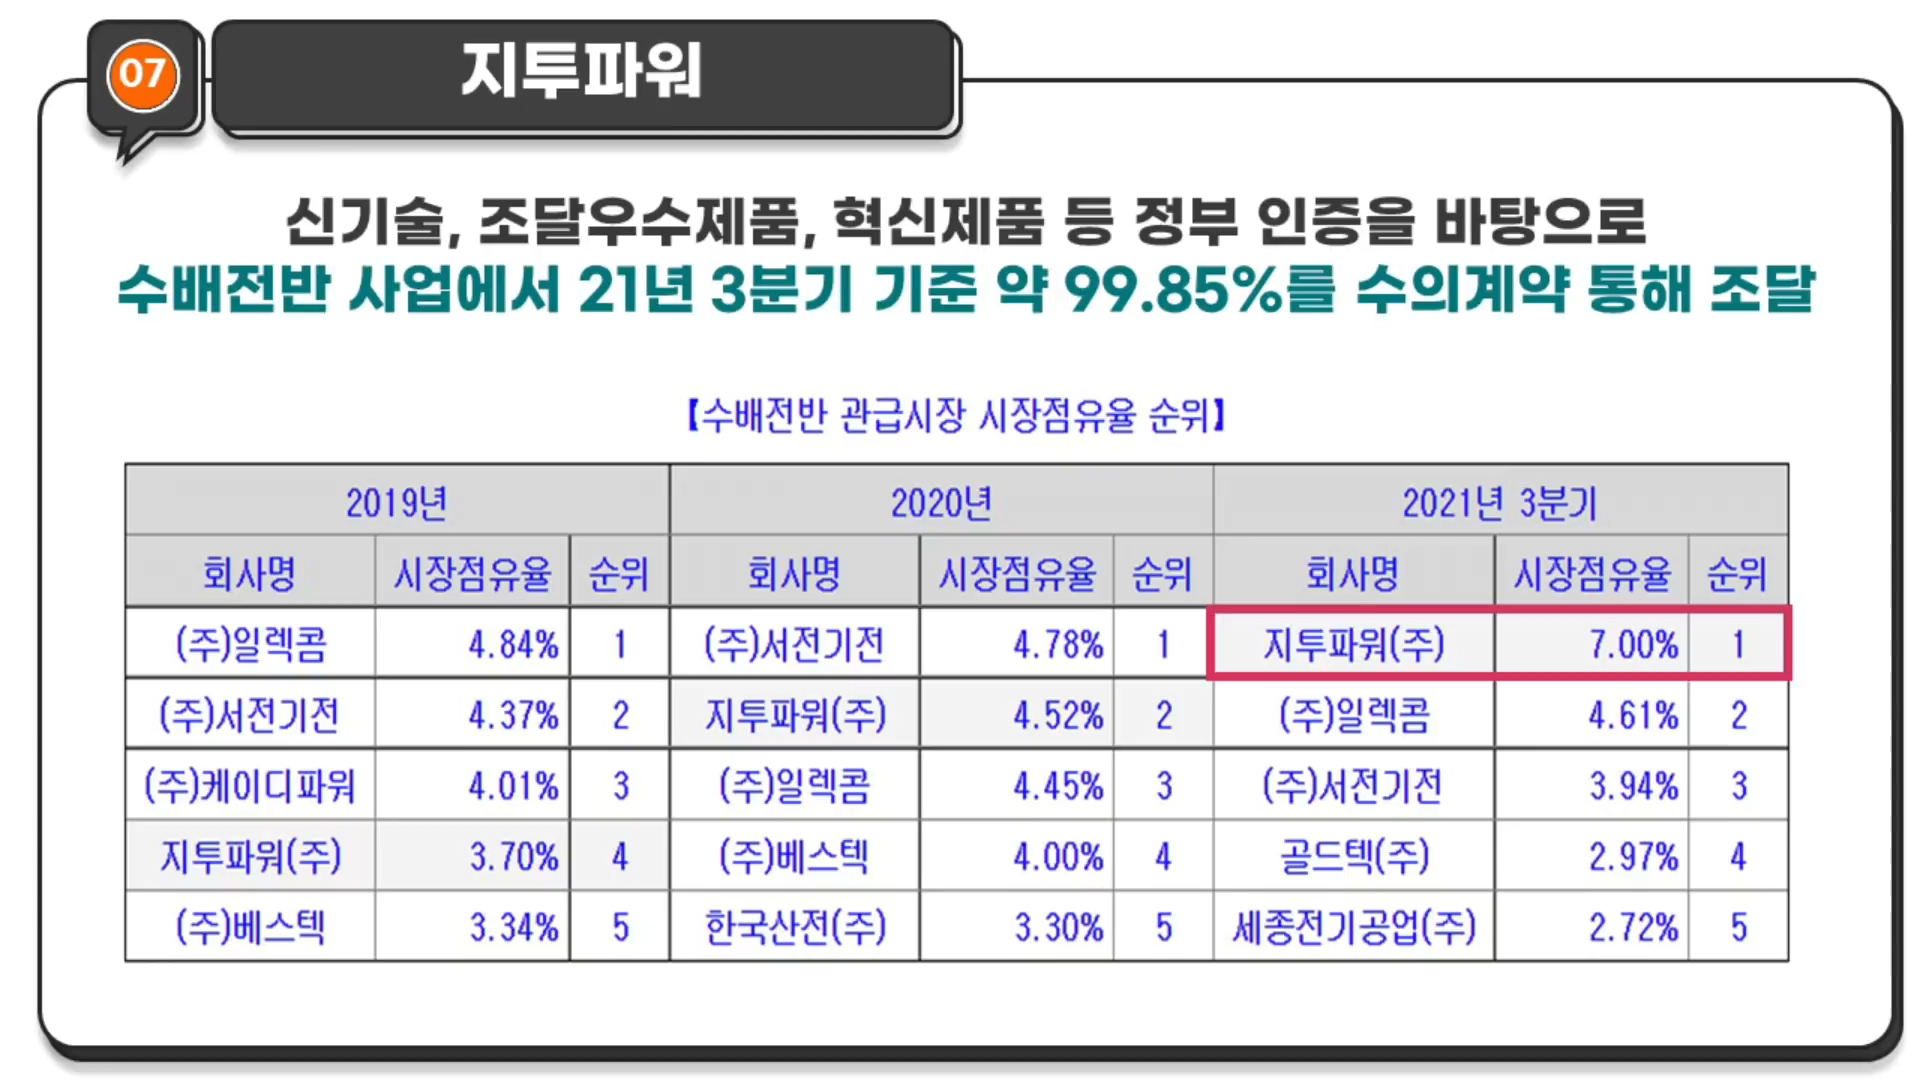 07
지투파워
신기술, 조달우수제품, 혁신제품 등 정부 인증을 바탕으로
수배전반 사업에서 21년 3분기 기준 약 99.85%를 수의계약 통해 조달
【수배전반 관급시장 시장점유율 순위】
2019년 2020년 2021년 3분기
회사명 시장점유율 순위 회사명 시장점유율 순위 회사명 시장점유율 순위
(주)일렉콤 4.84% 1 (주)서전기전 4.78% 1 지투파워(주) 7.00% 1
(주)서전기전 4.37% 2 지투파워(주) 4.52% 2 (주)일렉콤 4.61% 2
(주)케이디파워 4.01% 3 (주)일렉콤 4.45% 3 (주)서전기전 3.94% 3
지투파워(주) 3.70% 4 (주)베스텍 4.00% 4 골드텍(주) 2.97% 4
(주)베스텍 3.34% 5 한국산전(주) 3.30% 5 세종전기공업(주) 2.72% 5